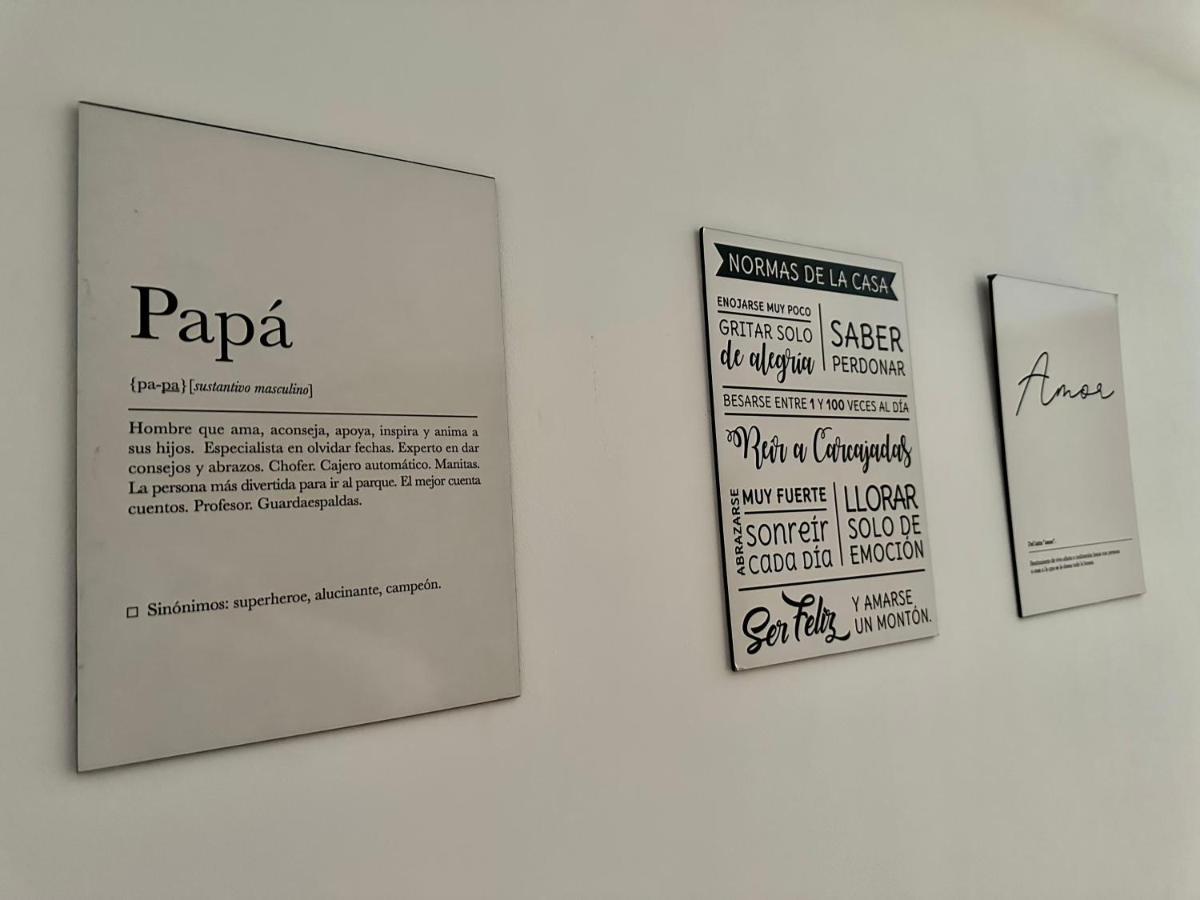 Papá
{pa-pa} [sustantivo masculino]
Hombre que ama, aconseja, apoya, inspira y anima a
sus hijos. Especialista en olvidar fechas. Experto en dar
consejos y abrazos. Chofer. Cajero automático. Manitas.
La persona más divertida para ir al parque. El mejor cuenta
cuentos. Profesor. Guardaespaldas.
Sinónimos: superheroe, alucinante, campeón.
NORMAS DE LA CASA
ENOJARSE MUY POCO
GRITAR SOLO
de alegría
SABER
PERDONAR
BESARSE ENTRE 1 Y 100 VECES AL DÍA
Reír a Carcajadas
ABRAZARSE
MUY FUERTE
sonreír
cada día
LLORAR
SOLO DE
EMOCIÓN
Ser Feliz
Y AMARSE
UN MONTÓN.
Amor
Del latín "amor".